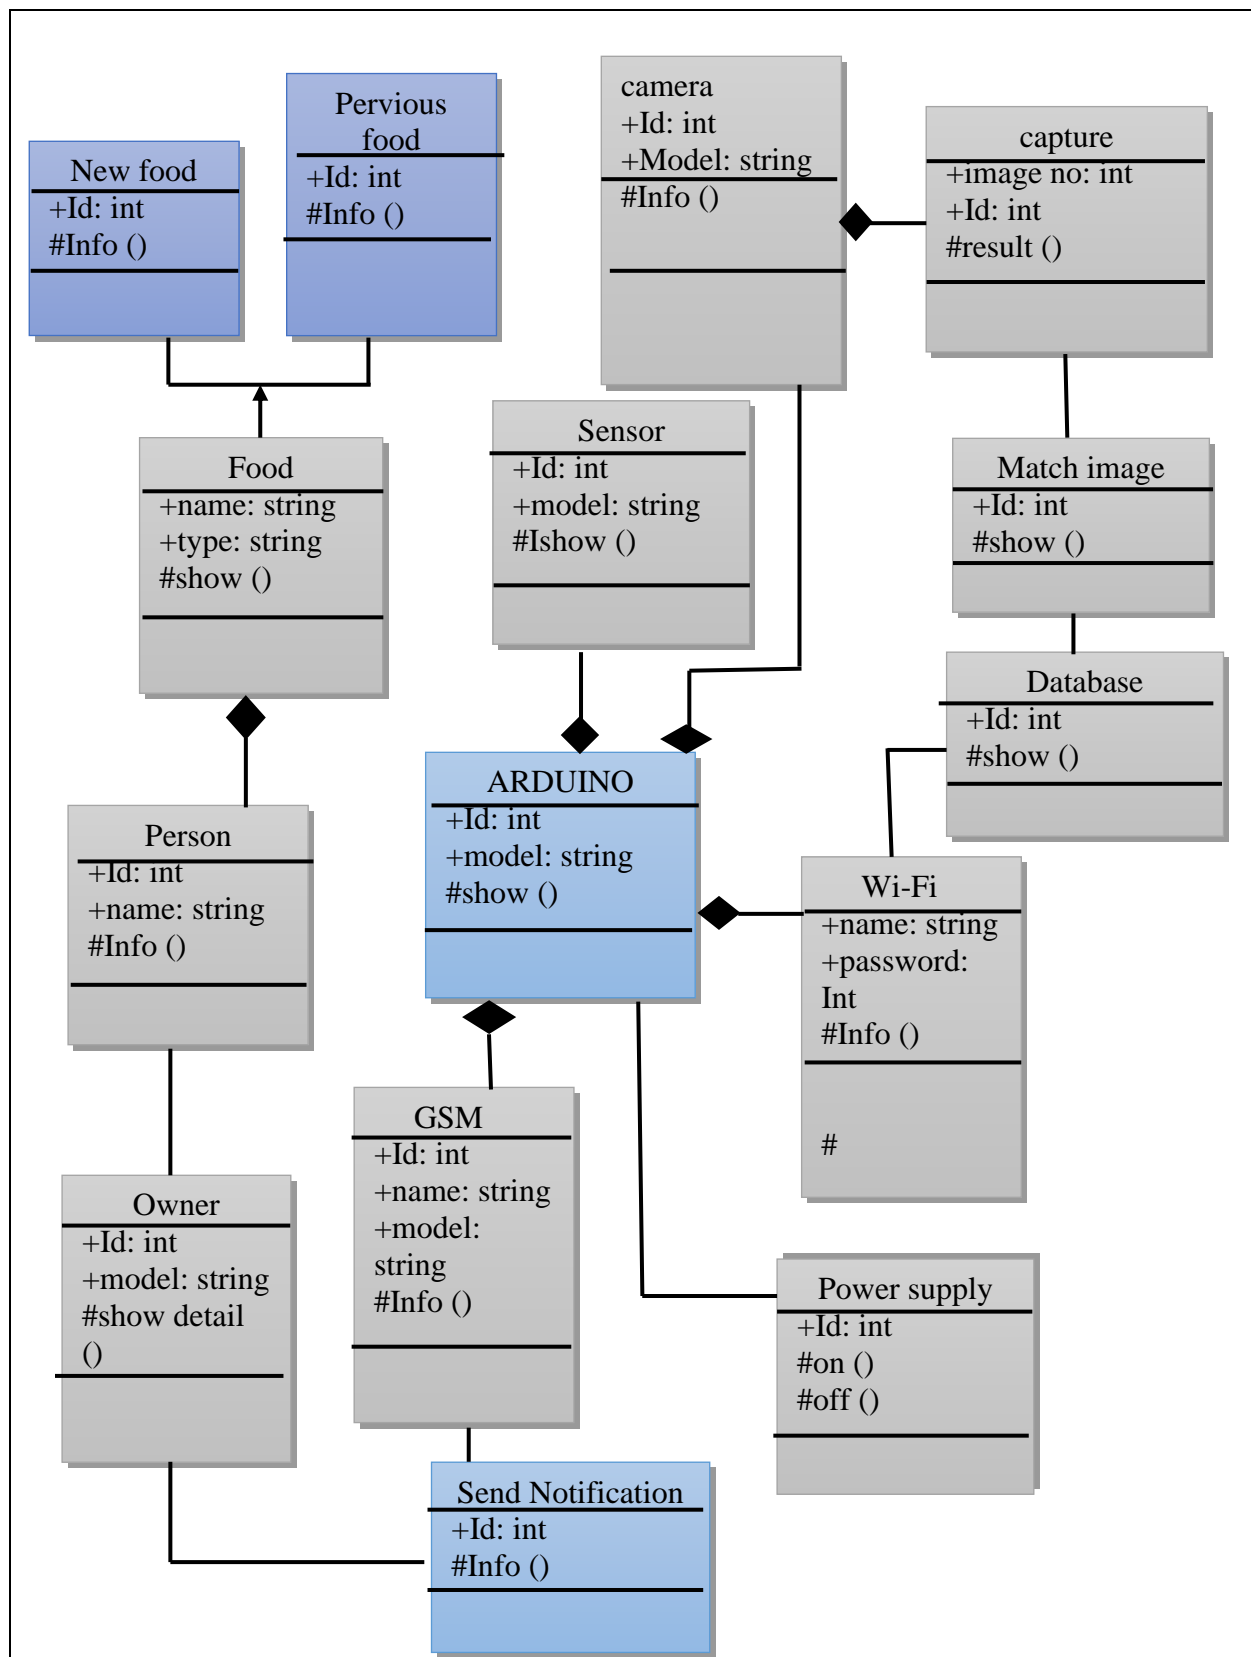 New food
+Id: int
#Info ()
Pervious
food
+Id: int
#Info ()
camera
+Id: int
+Model: string
#Info ()
capture
+image no: int
+Id: int
#result ()
Food
+name: string
+type: string
#show ()
Sensor
+Id: int
+model: string
#Ishow ()
Match image
+Id: int
#show ()
Database
+Id: int
#show ()
ARDUINO
+Id: int
+model: string
#show ()
Person
+Id: int
+name: string
#Info ()
Wi-Fi
+name: string
+password:
Int
#Info ()
#
GSM
+Id: int
+name: string
+model:
string
#Info ()
Owner
+Id: int
+model: string
#show detail
()
Power supply
+Id: int
#on ()
#off ()
Send Notification
+Id: int
#Info ()